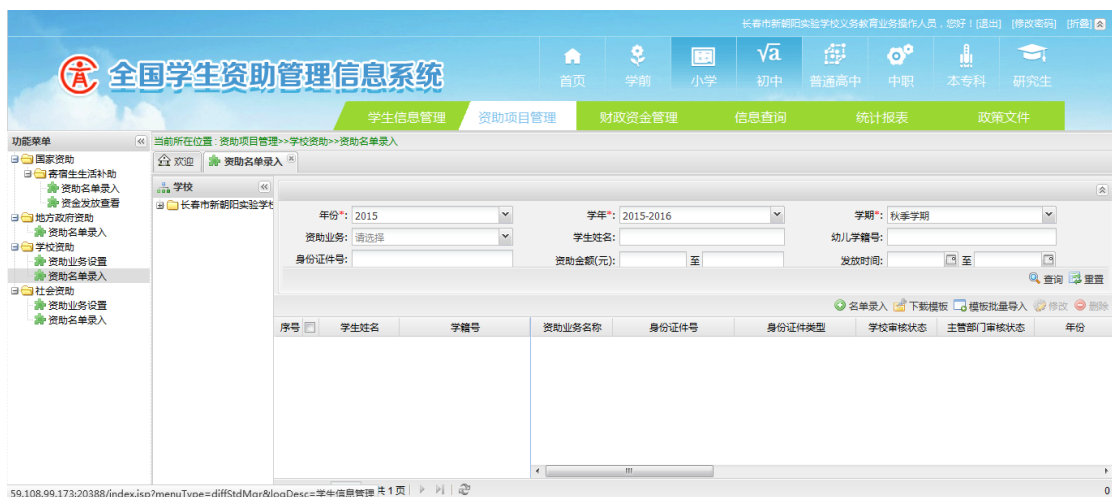 长春市新朝阳实验学校义务教育业务操作人员，您好！[退出] [修改密码] [折叠]
全国学生资助管理信息系统
首页 学前 小学 初中 普通高中 中职 本专科 研究生
学生信息管理 资助项目管理 财政资金管理 信息查询 统计报表 政策文件
功能菜单
当前所在位置：资助项目管理>>学校资助>>资助名单录入
国家资助
寄宿生生活补助
资助名单录入
资金发放查看
地方政府资助
资助名单录入
学校资助
资助业务设置
资助名单录入
社会资助
资助业务设置
资助名单录入
欢迎 资助名单录入
学校
长春市新朝阳实验学校
年份*: 2015 学年*: 2015-2016 学期*: 秋季学期
资助业务: 请选择 学生姓名: 幼儿学籍号:
身份证件号: 资助金额(元): 至 发放时间: 至
查询 重置
名单录入 下载模板 模板批量导入 修改 删除
序号 学生姓名 学籍号 资助业务名称 身份证件号 身份证件类型 学校审核状态 主管部门审核状态 年份
59.108.99.173:20388/index.jsp?menuType=diffStdMgr&logDesc=学生信息管理 共1页 0